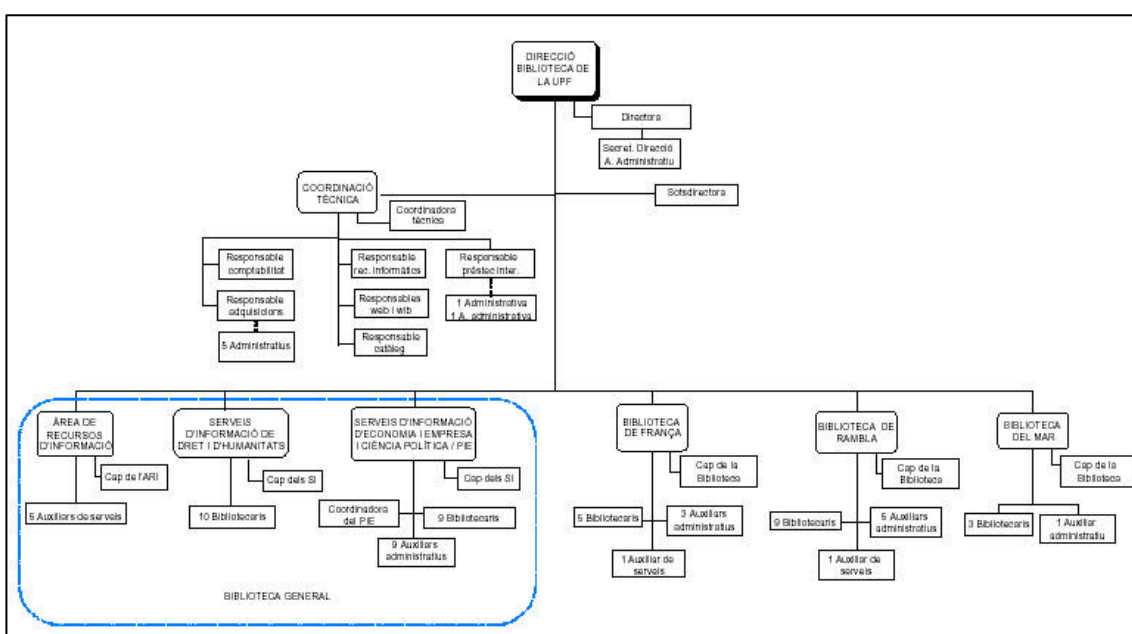 DIRECCIÓ
BIBLIOTECA DE
LA UPF
Directora
Secret. Direcció
A. Administratiu
COORDINACIÓ
TÈCNICA
Sotsdirectora
Coordinadora
tècnica
Responsable
comptabilitat
Responsable
rec. informàtics
Responsable
préstec inter.
Responsable
adquisicions
Responsables
web i wib
1 Administrativa
1 A. administrativa
5 Administratius
Responsable
catàleg
ÀREA DE
RECURSOS
D'INFORMACIÓ
SERVEIS
D'INFORMACIÓ DE
DRET I D'HUMANITATS
SERVEIS D'INFORMACIÓ
D'ECONOMIA I EMPRESA
I CIÈNCIA POLÍTICA / PIE
BIBLIOTECA
DE FRANÇA
BIBLIOTECA DE
RAMBLA
BIBLIOTECA
DEL MAR
Cap de l'ARI
Cap dels SI
Cap dels SI
Cap de la
Biblioteca
Cap de la
Biblioteca
Cap de la
Biblioteca
5 Auxiliars de serveis
10 Bibliotecaris
Coordinadora
del PIE
9 Bibliotecaris
5 Bibliotecaris
3 Auxiliars
administratius
9 Bibliotecaris
5 Auxiliars
administratius
3 Bibliotecaris
1 Auxiliar
administratiu
9 Auxiliars
administratius
1 Auxiliar de
serveis
1 Auxiliar de
serveis
BIBLIOTECA GENERAL